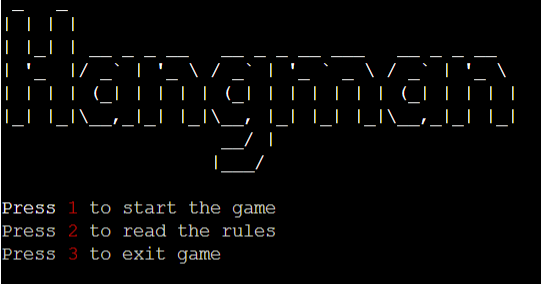 Hangman
Press 1 to start the game
Press 2 to read the rules
Press 3 to exit game